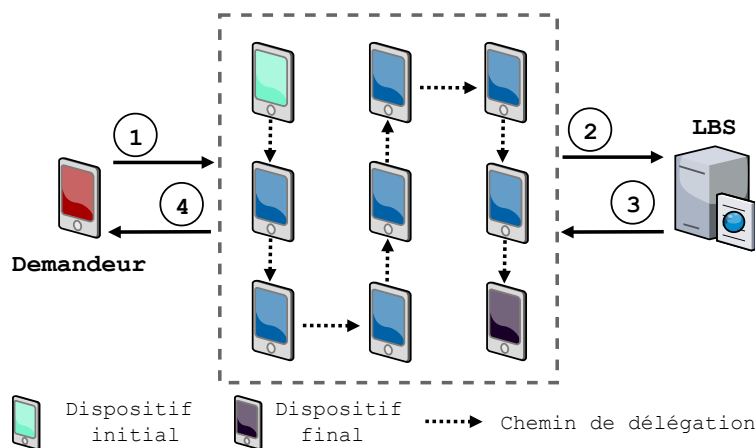 1
2
LBS
4
3
Demandeur
Dispositif
initial
Dispositif
final
Chemin de délégation